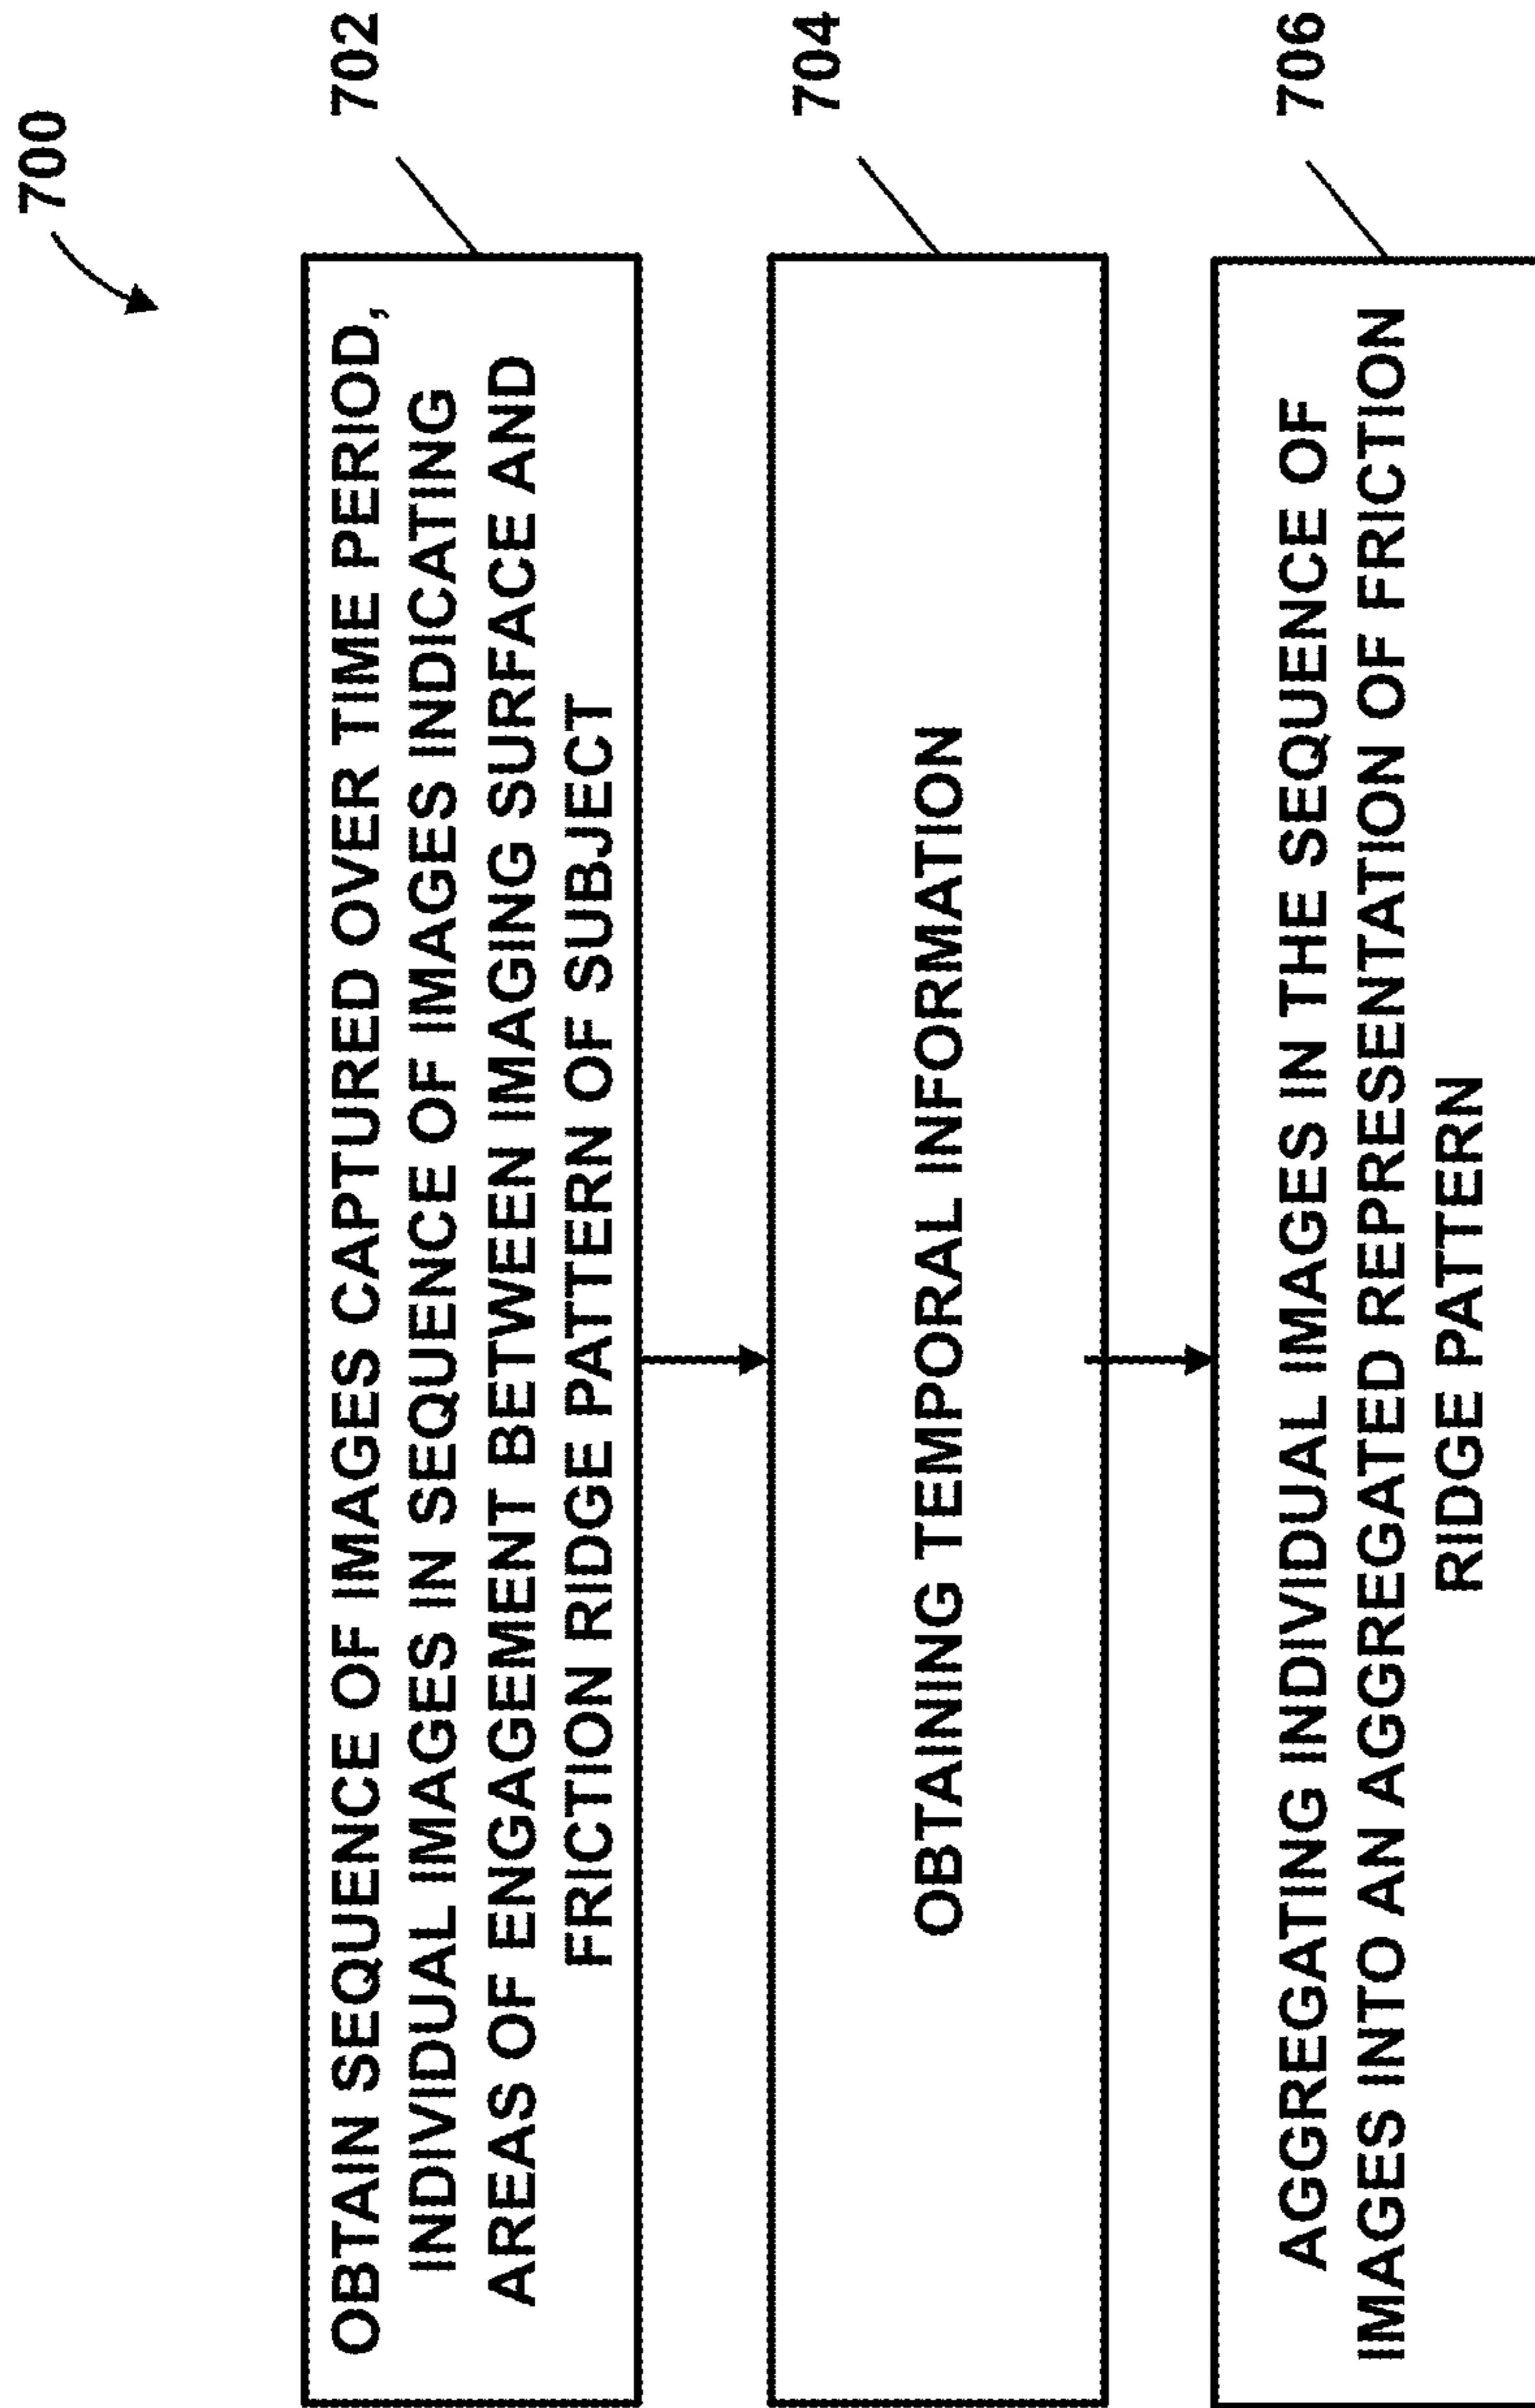 700
OBTAIN SEQUENCE OF IMAGES CAPTURED OVER TIME PERIOD,
INDIVIDUAL IMAGES IN SEQUENCE OF IMAGES INDICATING
AREAS OF ENGAGEMENT BETWEEN IMAGING SURFACE AND
FRICTION RIDGE PATTERN OF SUBJECT
702
OBTAINING TEMPORAL INFORMATION
704
AGGREGATING INDIVIDUAL IMAGES IN THE SEQUENCE OF
IMAGES INTO AN AGGREGATED REPRESENTATION OF FRICTION
RIDGE PATTERN
706